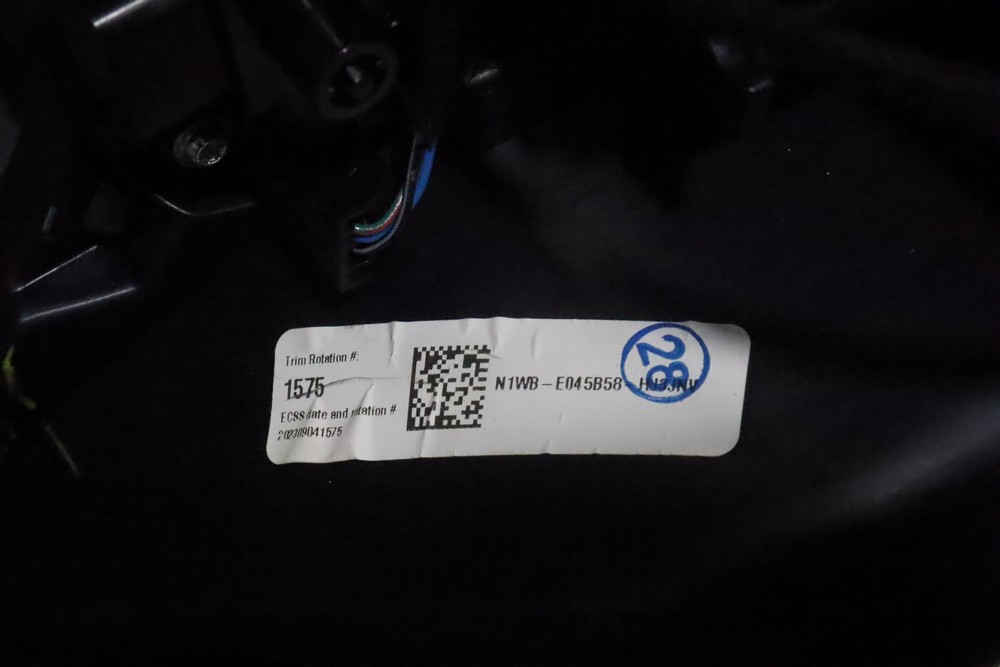 Trim Rotation #:
1575
ECSS date and rotation #
202309041575
N1WB-E045B58-
28